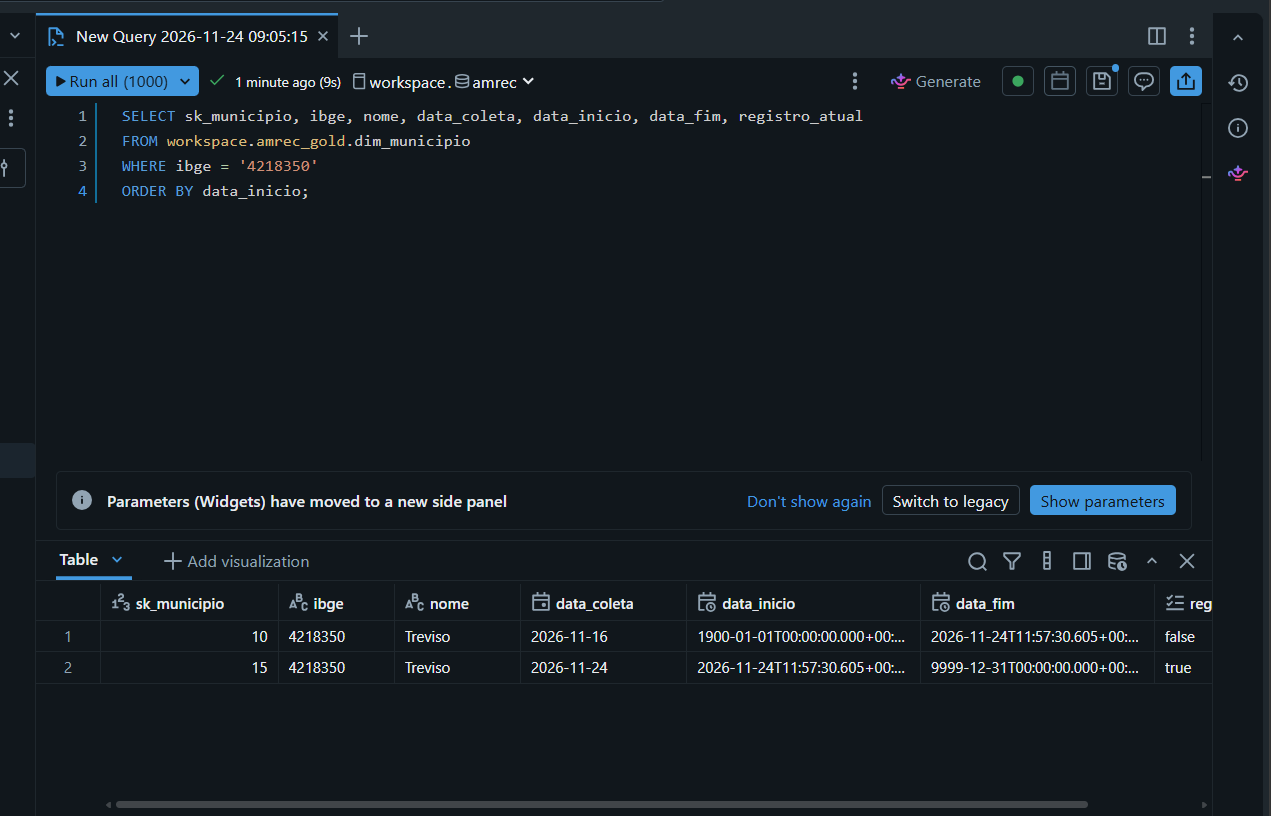 New Query 2026-11-24 09:05:15
Run all (1000) 1 minute ago (9s) workspace. amrec Generate
1 SELECT sk_municipio, ibge, nome, data_coleta, data_inicio, data_fim, registro_atual
2 FROM workspace.amrec_gold.dim_municipio
3 WHERE ibge = '4218350'
4 ORDER BY data_inicio;
Parameters (Widgets) have moved to a new side panel Don't show again Switch to legacy Show parameters
Table Add visualization
sk_municipio ibge nome data_coleta data_inicio data_fim reg
1 10 4218350 Treviso 2026-11-16 1900-01-01T00:00:00.000+00:... 2026-11-24T11:57:30.605+00:... false
2 15 4218350 Treviso 2026-11-24 2026-11-24T11:57:30.605+00:... 9999-12-31T00:00:00.000+00:... true